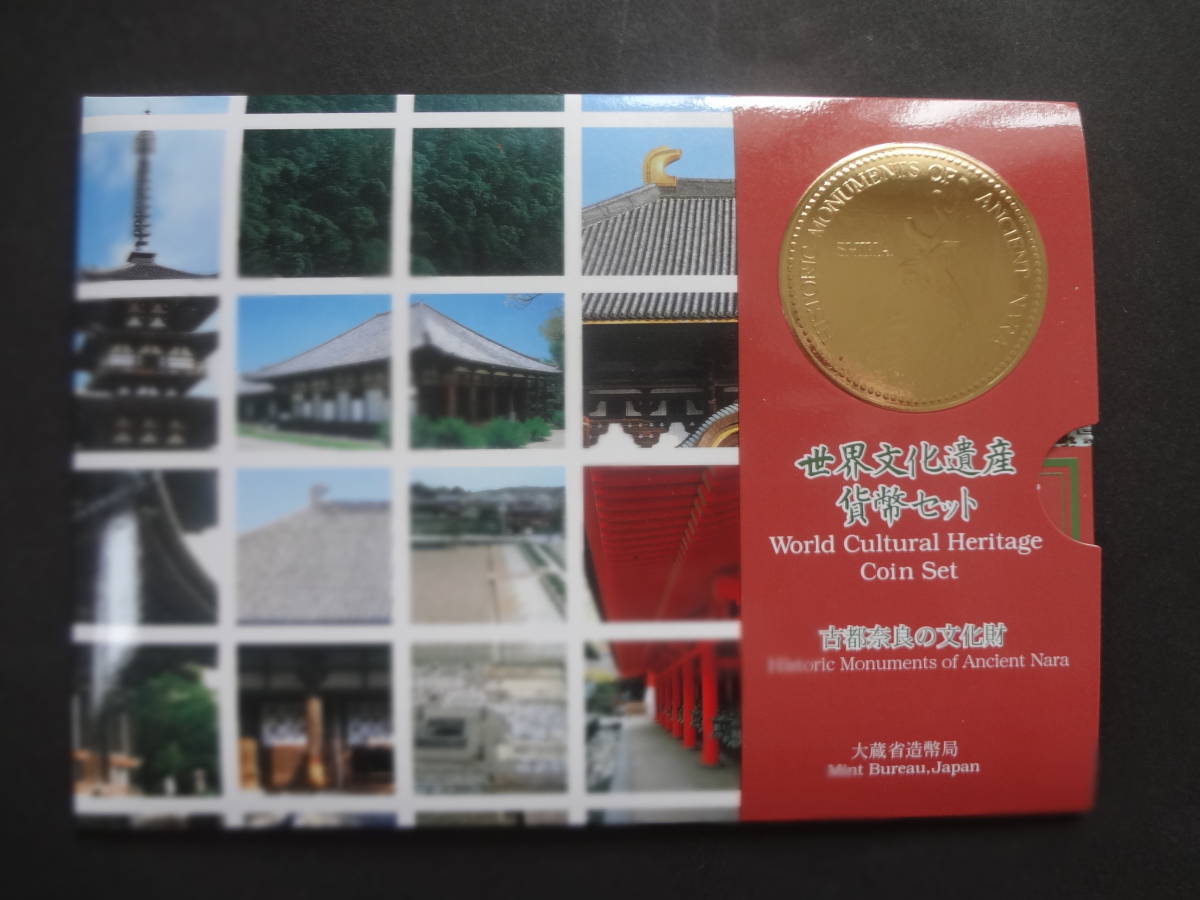 HISTORIC MONUMENTS OF ANCIENT NARA
世界文化遺産
貨幣セット
World Cultural Heritage
Coin Set
古都奈良の文化財
Historic Monuments of Ancient Nara
大蔵省造幣局
Mint Bureau, Japan